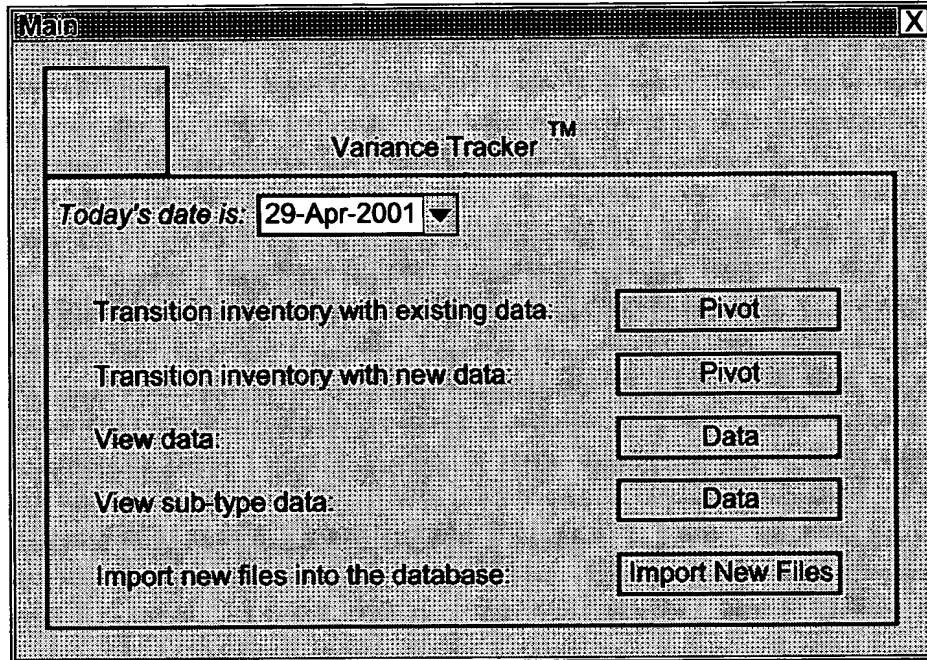 Main X
Variance Tracker TM
Today's date is: 29-Apr-2001
Transition inventory with existing data: Pivot
Transition inventory with new data: Pivot
View data: Data
View sub-type data: Data
Import new files into the database: Import New Files